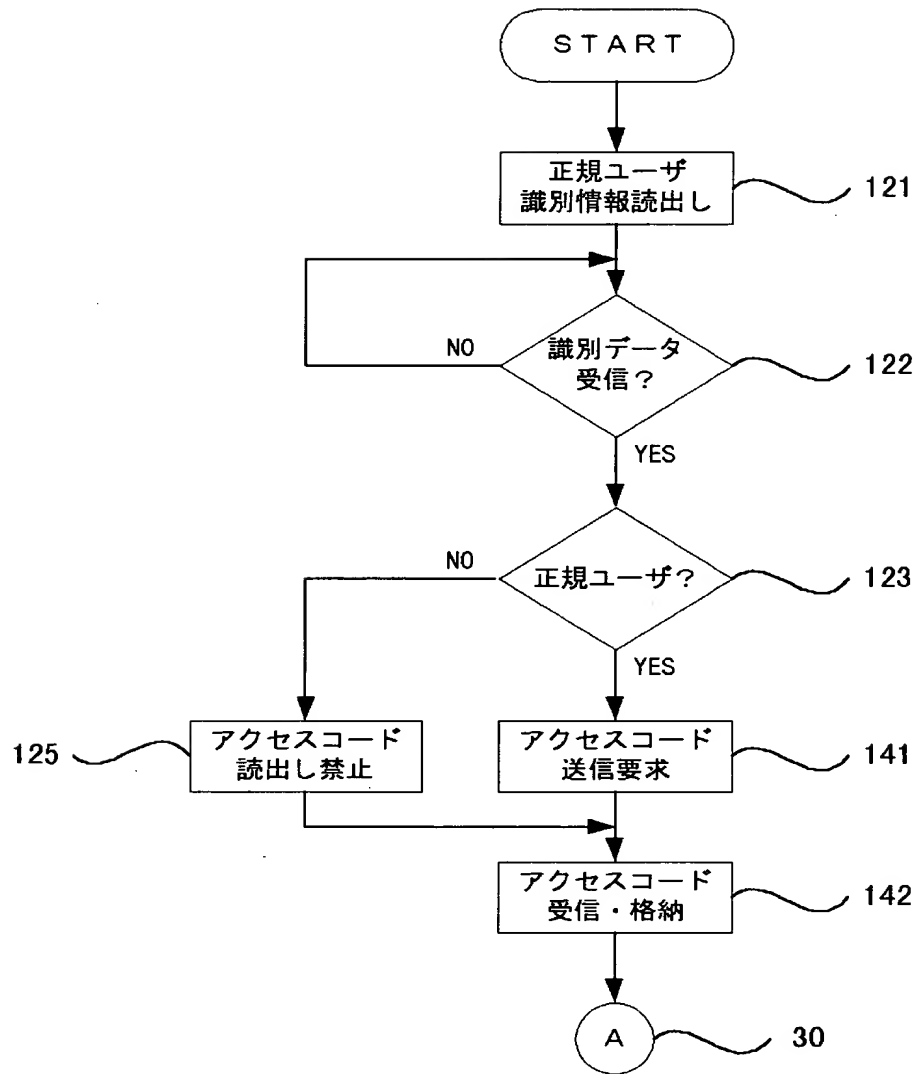 START
正規ユーザ
識別情報読出し
121
NO
識別データ
受信?
122
YES
NO
正規ユーザ?
123
YES
125
アクセスコード
読出し禁止
アクセスコード
送信要求
141
アクセスコード
受信・格納
142
A
30